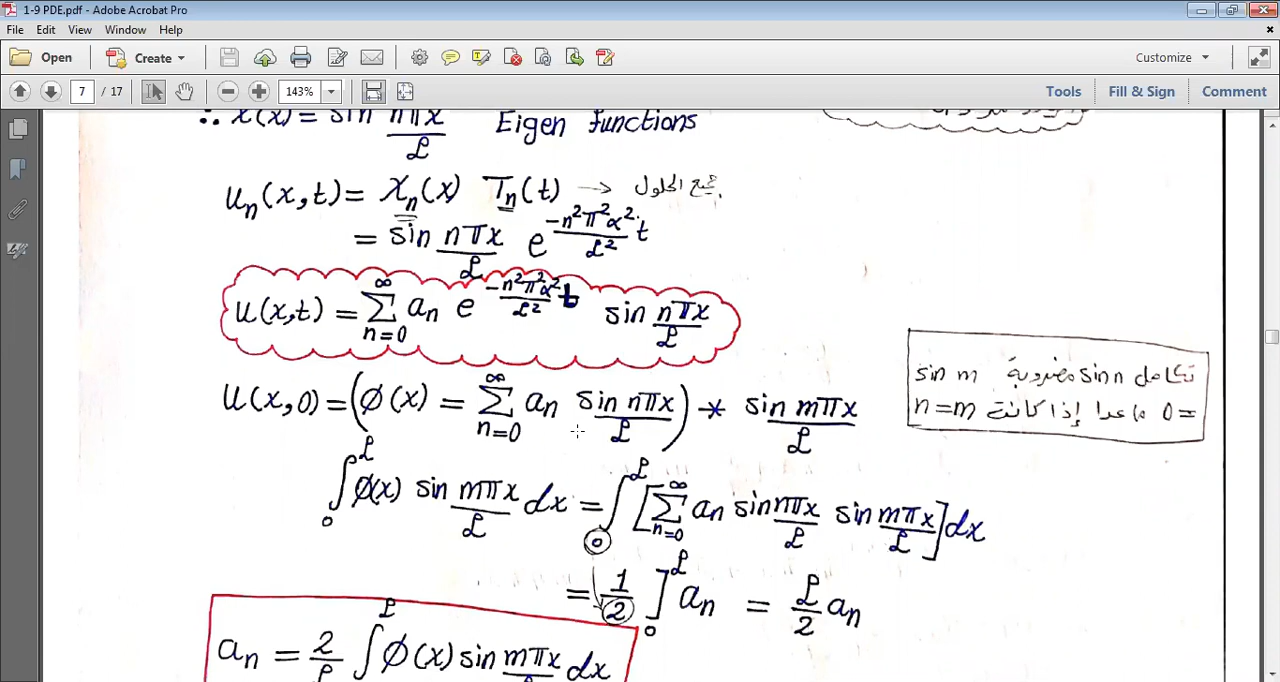 1-9 PDE.pdf - Adobe Acrobat Pro
File Edit View Window Help
Open Create Customize
7 / 17 143% Tools Fill & Sign Comment
∴ X(x) = sin nπx/L Eigen functions
uₙ(x,t) = Xₙ(x) Tₙ(t) → جميع الحلول
= sin nπx/L e^(-n²π²α²t/L²)
u(x,t) = ∑_{n=0}^{∞} aₙ e^(-n²π²α²t/L²) sin nπx/L
u(x,0) = (φ(x) = ∑_{n=0}^{∞} aₙ sin nπx/L) * sin mπx/L
تكامل sin n مضروبة sin m
= 0 ما عدا إذا كانت n=m
∫₀^L φ(x) sin mπx/L dx = ∫₀^L [∑_{n=0}^{∞} aₙ sin nπx/L sin mπx/L] dx
= 1/2 ]₀^L aₙ = L/2 aₙ
aₙ = 2/L ∫^L φ(x) sin mπx dx